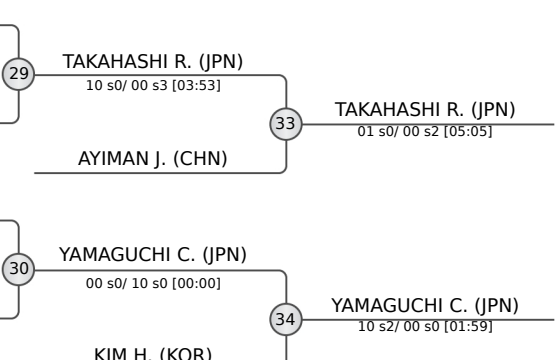 29
TAKAHASHI R. (JPN)
10 s0/ 00 s3 [03:53]
33
TAKAHASHI R. (JPN)
01 s0/ 00 s2 [05:05]
AYIMAN J. (CHN)
30
YAMAGUCHI C. (JPN)
00 s0/ 10 s0 [00:00]
34
YAMAGUCHI C. (JPN)
10 s2/ 00 s0 [01:59]
KIM H. (KOR)